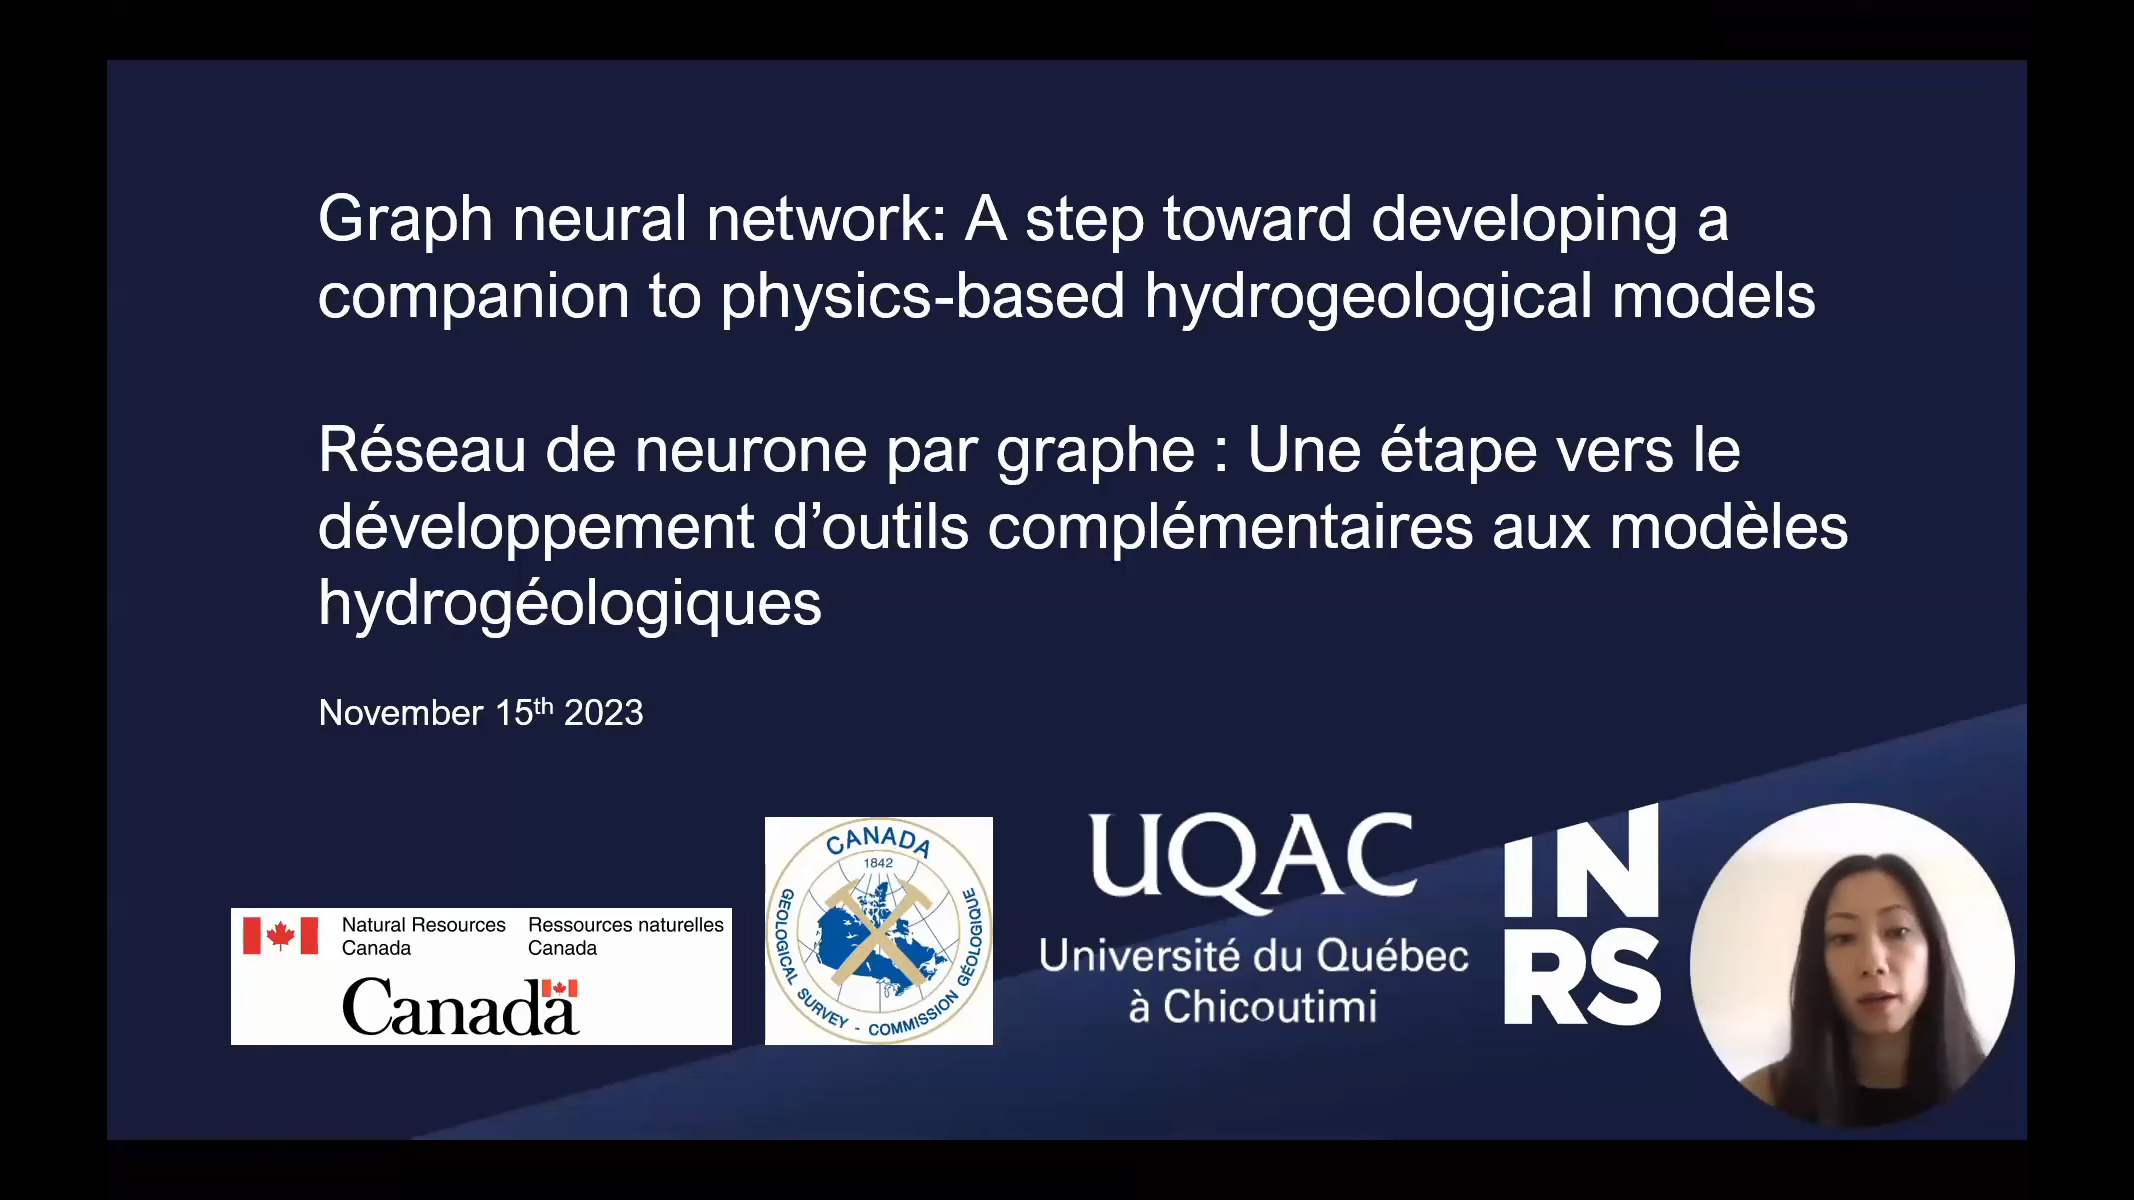 Graph neural network: A step toward developing a
companion to physics-based hydrogeological models
Réseau de neurone par graphe : Une étape vers le
développement d’outils complémentaires aux modèles
hydrogéologiques
November 15th 2023
Natural Resources
Canada
Ressources naturelles
Canada
Canada
CANADA
1842
GEOLOGICAL SURVEY - COMMISSION GÉOLOGIQUE
UQAC
Université du Québec
à Chicoutimi
IN
RS